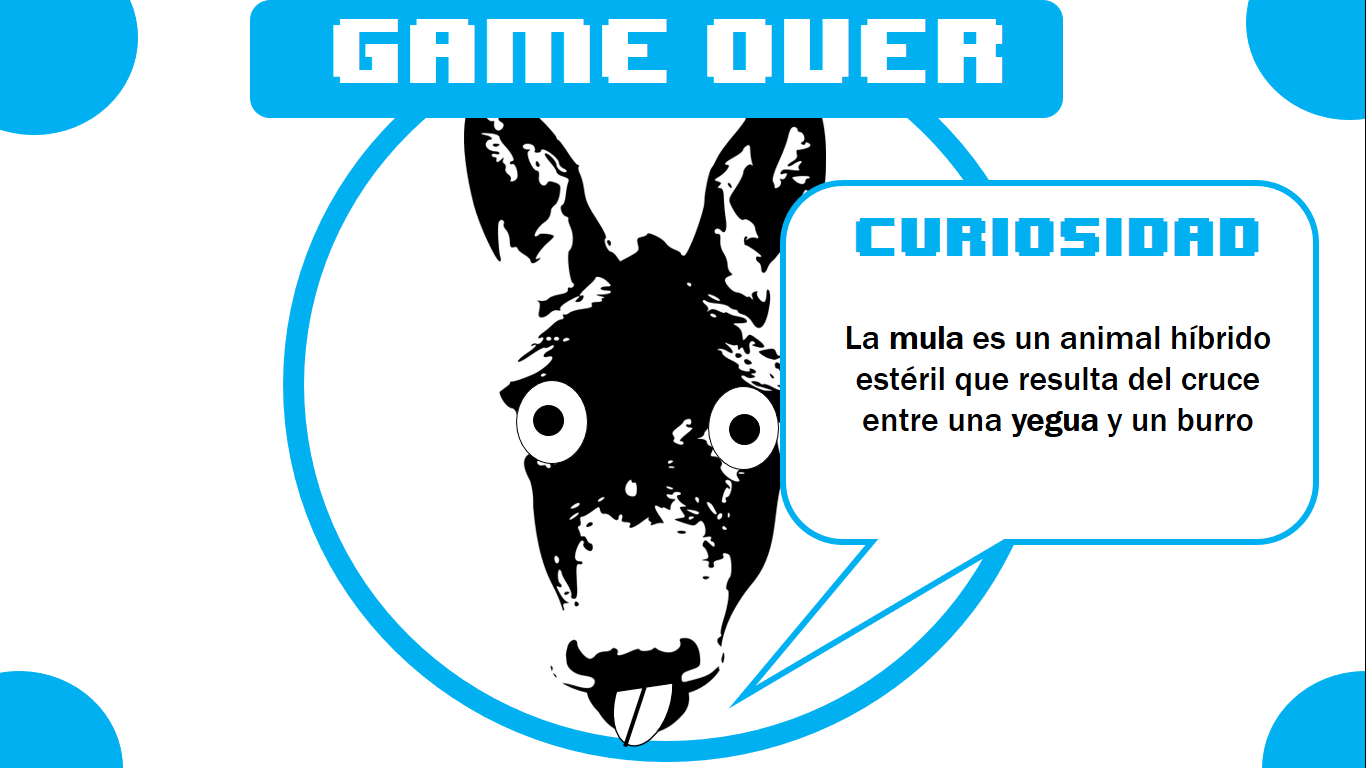 GAME OVER
CURIOSIDAD
La mula es un animal híbrido
estéril que resulta del cruce
entre una yegua y un burro